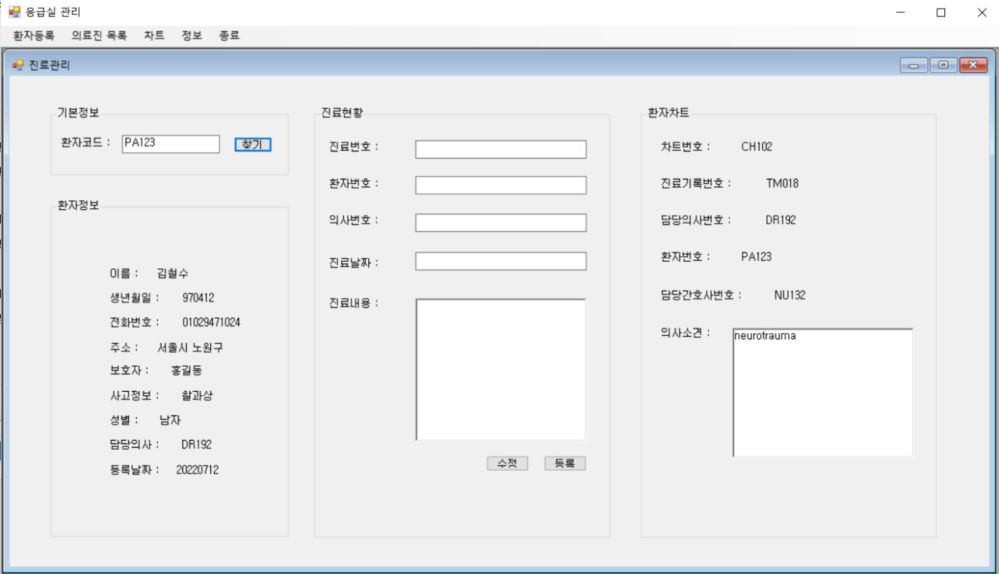 응급실 관리
환자등록 의료진 목록 차트 정보 종료
진료관리
기본정보
환자코드 : PA123 찾기
환자정보
이름 : 김철수
생년월일 : 970412
전화번호 : 01029471024
주소 : 서울시 노원구
보호자 : 홍길동
사고정보 : 찰과상
성별 : 남자
담당의사 : DR192
등록날짜 : 20220712
진료현황
진료번호 :
환자번호 :
의사번호 :
진료날짜 :
진료내용 :
수정 등록
환자차트
차트번호 : CH102
진료기록번호 : TM018
담당의사번호 : DR192
환자번호 : PA123
담당간호사번호 : NU132
의사소견 : neurotrauma